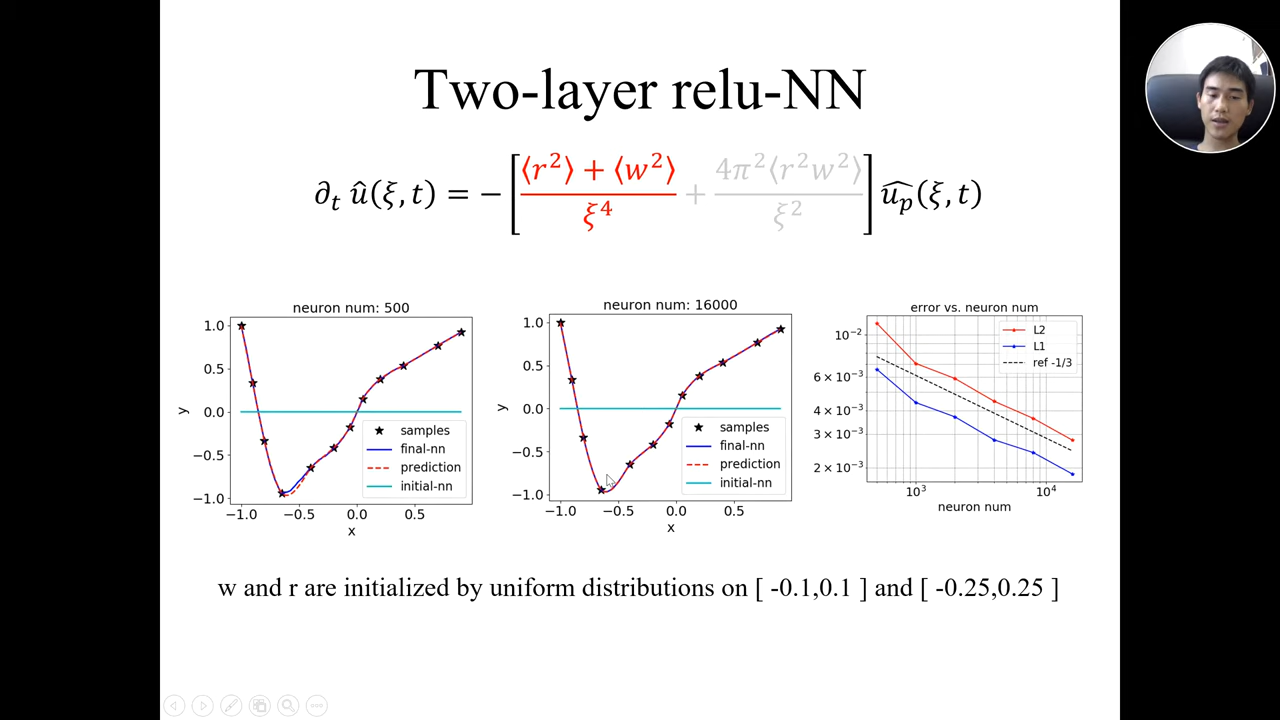 Two-layer relu-NN
∂ₜ û(ξ, t) = − [ (⟨r²⟩ + ⟨w²⟩)/ξ⁴ + 4π²⟨r²w²⟩/ξ² ] û_p(ξ, t)
neuron num: 500
1.0
0.5
0.0
−0.5
−1.0
y
samples
final-nn
prediction
initial-nn
−1.0 −0.5 0.0 0.5
x
neuron num: 16000
1.0
0.5
0.0
−0.5
−1.0
y
samples
final-nn
prediction
initial-nn
−1.0 −0.5 0.0 0.5
x
error vs. neuron num
10⁻²
6 × 10⁻³
4 × 10⁻³
3 × 10⁻³
2 × 10⁻³
L2
L1
ref -1/3
10³ 10⁴
neuron num
w and r are initialized by uniform distributions on [ -0.1,0.1 ] and [ -0.25,0.25 ]